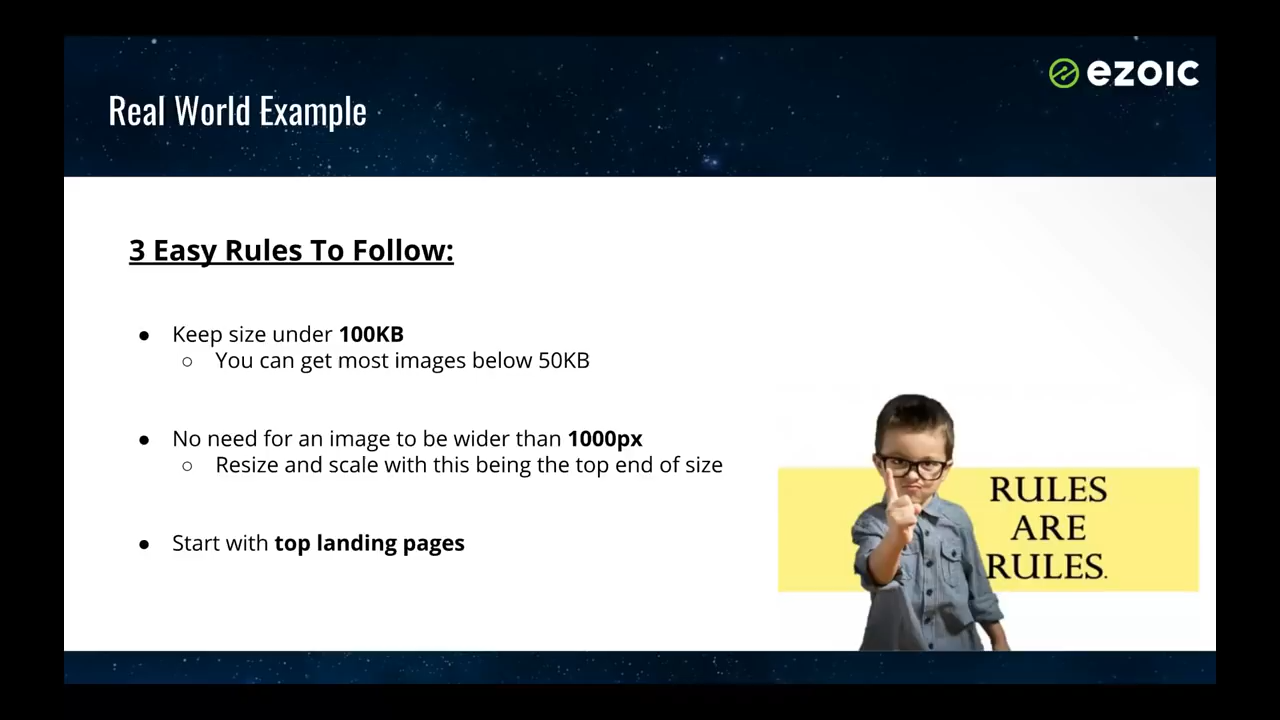 ezoic
Real World Example
3 Easy Rules To Follow:
● Keep size under 100KB
○ You can get most images below 50KB
● No need for an image to be wider than 1000px
○ Resize and scale with this being the top end of size
● Start with top landing pages
RULES
ARE
RULES.